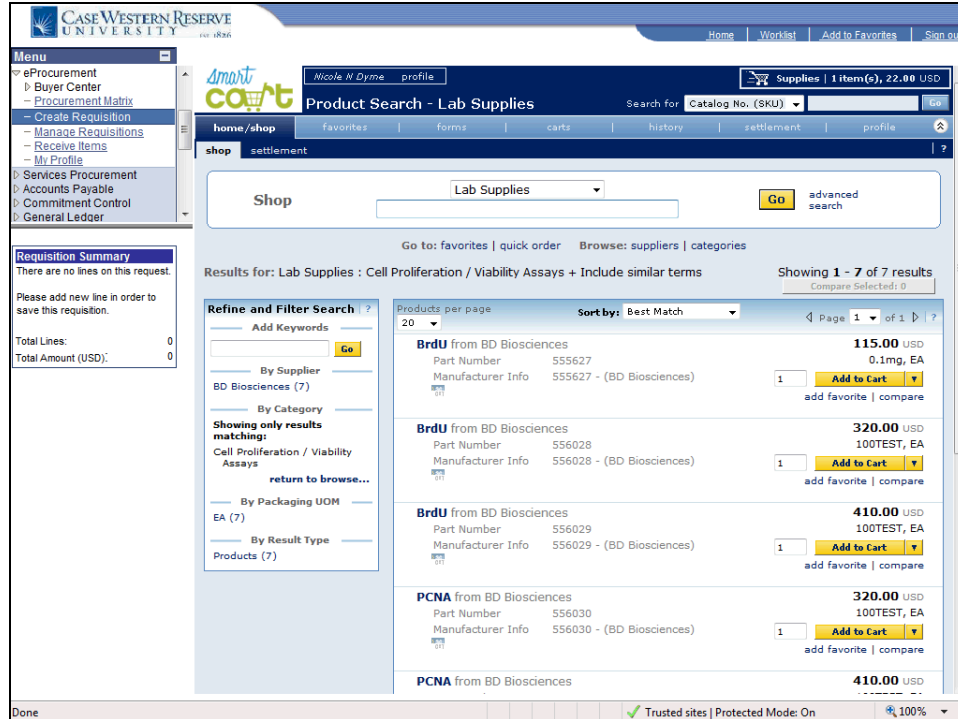 CASE WESTERN RESERVE
UNIVERSITY EST 1826
Home | Worklist | Add to Favorites | Sign ou
Menu
eProcurement
Buyer Center
Procurement Matrix
Create Requisition
Manage Requisitions
Receive Items
My Profile
Services Procurement
Accounts Payable
Commitment Control
General Ledger
Requisition Summary
There are no lines on this request.
Please add new line in order to
save this requisition.
Total Lines: 0
Total Amount (USD): 0
smart cart
Nicole N Dyme profile
Supplies | 1 item(s), 22.00 USD
Product Search - Lab Supplies
Search for Catalog No. (SKU) Go
home/shop | favorites | forms | carts | history | settlement | profile
shop settlement | ?
Shop
Lab Supplies
Go
advanced
search
Go to: favorites | quick order Browse: suppliers | categories
Results for: Lab Supplies : Cell Proliferation / Viability Assays + Include similar terms
Showing 1 - 7 of 7 results
Compare Selected: 0
Refine and Filter Search | ?
Add Keywords
Go
By Supplier
BD Biosciences (7)
By Category
Showing only results
matching:
Cell Proliferation / Viability
Assays
return to browse...
By Packaging UOM
EA (7)
By Result Type
Products (7)
Products per page
20
Sort by: Best Match
Page 1 of 1 | ?
BrdU from BD Biosciences 115.00 USD
Part Number 555627 0.1mg, EA
Manufacturer Info 555627 - (BD Biosciences) 1 Add to Cart
add favorite | compare
BrdU from BD Biosciences 320.00 USD
Part Number 556028 100TEST, EA
Manufacturer Info 556028 - (BD Biosciences) 1 Add to Cart
add favorite | compare
BrdU from BD Biosciences 410.00 USD
Part Number 556029 100TEST, EA
Manufacturer Info 556029 - (BD Biosciences) 1 Add to Cart
add favorite | compare
PCNA from BD Biosciences 320.00 USD
Part Number 556030 100TEST, EA
Manufacturer Info 556030 - (BD Biosciences) 1 Add to Cart
add favorite | compare
PCNA from BD Biosciences 410.00 USD
Done
Trusted sites | Protected Mode: On
100%